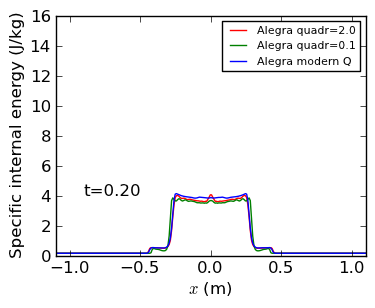 Specific internal energy (J/kg)
16
14
12
10
8
6
4
2
0
Alegra quadr=2.0
Alegra quadr=0.1
Alegra modern Q
t=0.20
−1.0 −0.5 0.0 0.5 1.0
x (m)